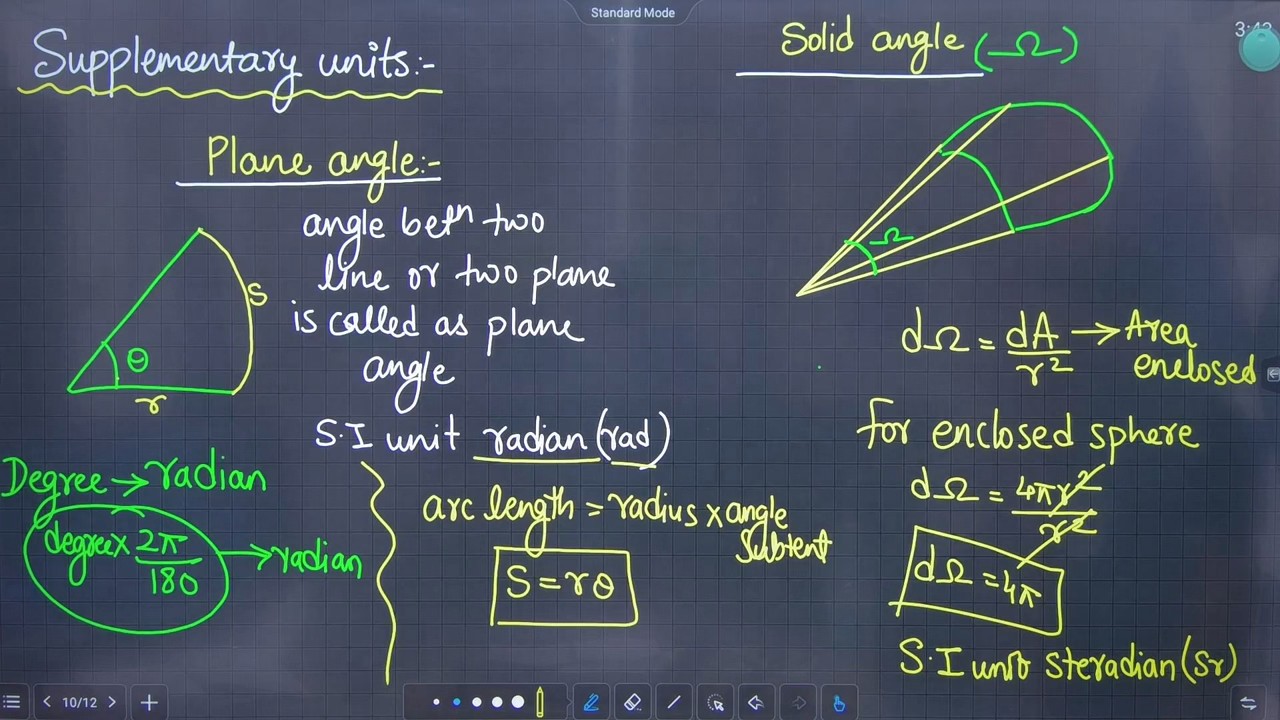 Standard Mode
3:42
Supplementary units:-
Plane angle:-
angle betn two
line or two plane
is called as plane
angle
S.I unit radian (rad)
S
θ
r
Degree → radian
degree x 2π/180 → radian
arc length = radius x angle
Subtent
S = rθ
Solid angle (Ω)
Ω
dΩ = dA/r² → Area
enclosed
for enclosed sphere
dΩ = 4πr²/r²
dΩ = 4π
S.I unit Steradian (Sr)
10/12